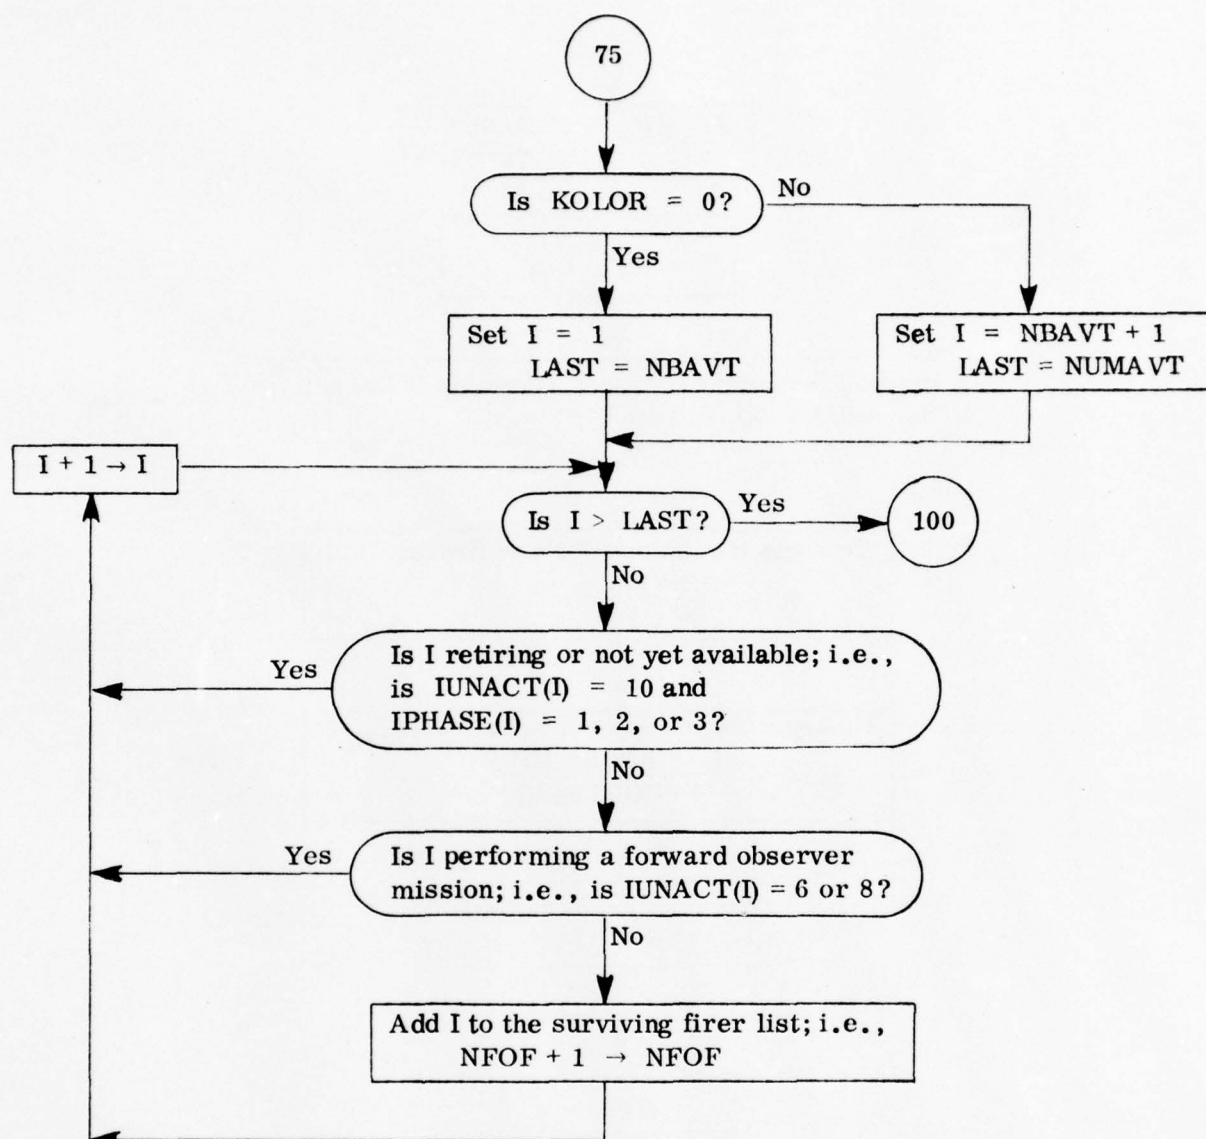 75
Is KOLOR = 0?
No
Yes
Set I = 1
LAST = NBAVT
Set I = NBAVT + 1
LAST = NUMAVT
I + 1 → I
Is I > LAST?
Yes
100
No
Is I retiring or not yet available; i.e.,
is IUNACT(I) = 10 and
IPHASE(I) = 1, 2, or 3?
Yes
No
Is I performing a forward observer
mission; i.e., is IUNACT(I) = 6 or 8?
Yes
No
Add I to the surviving firer list; i.e.,
NFOF + 1 → NFOF